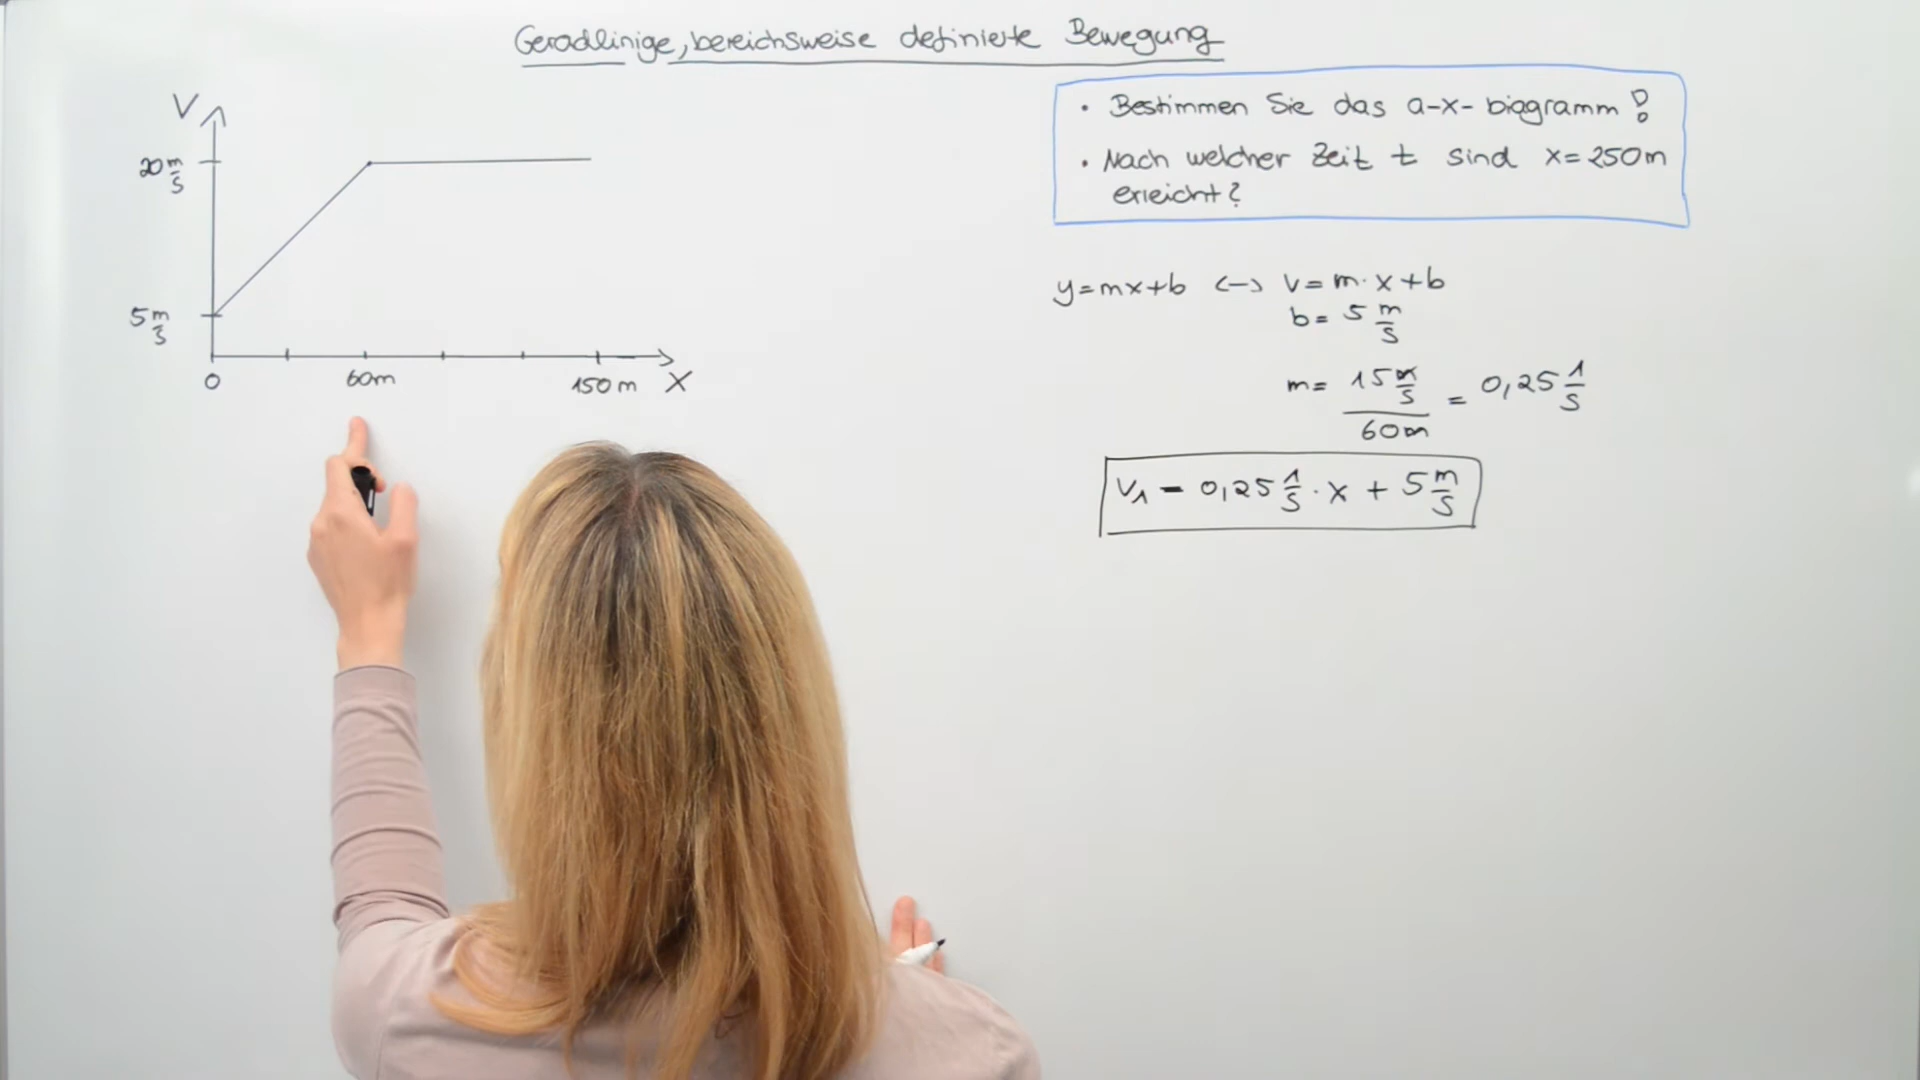 Geradlinige, bereichsweise definierte Bewegung
V
20 m/s
5 m/s
0
60m
150m
X
• Bestimmen Sie das a-x-Diagramm!
• Nach welcher Zeit t sind x=250m
erreicht?
y=mx+b <-> v=m·x+b
b= 5 m/s
m= 15 m/s / 60m = 0,25 1/s
V₁ = 0,25 1/s · x + 5 m/s